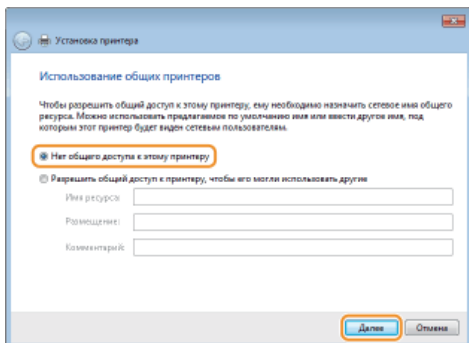 Установка принтера
Использование общих принтеров
Чтобы разрешить общий доступ к этому принтеру, ему необходимо назначить сетевое имя общего
ресурса. Можно использовать предлагаемое по умолчанию имя или ввести другое имя, под
которым этот принтер будет виден сетевым пользователям.
Нет общего доступа к этому принтеру
Разрешить общий доступ к принтеру, чтобы его могли использовать другие
Имя ресурса:
Размещение:
Комментарий:
Далее
Отмена